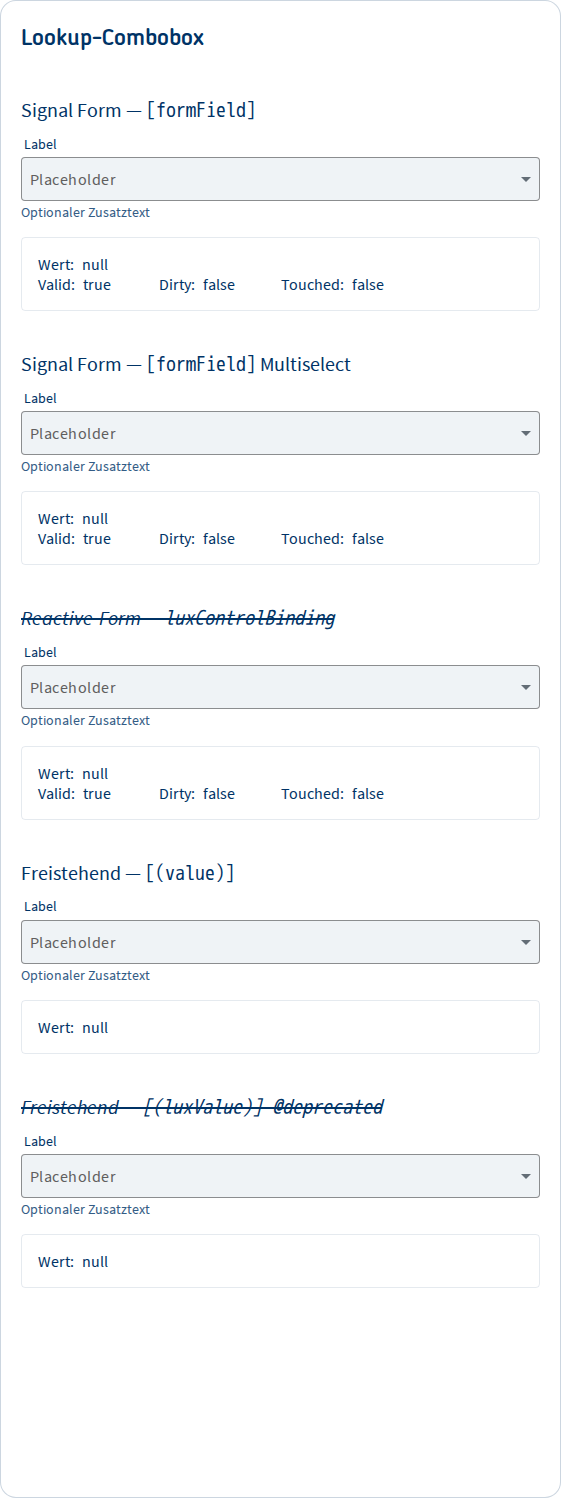 Lookup-Combobox
Signal Form — [formField]
Label
Placeholder
Optionaler Zusatztext
Wert: null
Valid: true Dirty: false Touched: false
Signal Form — [formField] Multiselect
Label
Placeholder
Optionaler Zusatztext
Wert: null
Valid: true Dirty: false Touched: false
Reactive Form — luxControlBinding
Label
Placeholder
Optionaler Zusatztext
Wert: null
Valid: true Dirty: false Touched: false
Freistehend — [(value)]
Label
Placeholder
Optionaler Zusatztext
Wert: null
Freistehend — [(luxValue)] @deprecated
Label
Placeholder
Optionaler Zusatztext
Wert: null